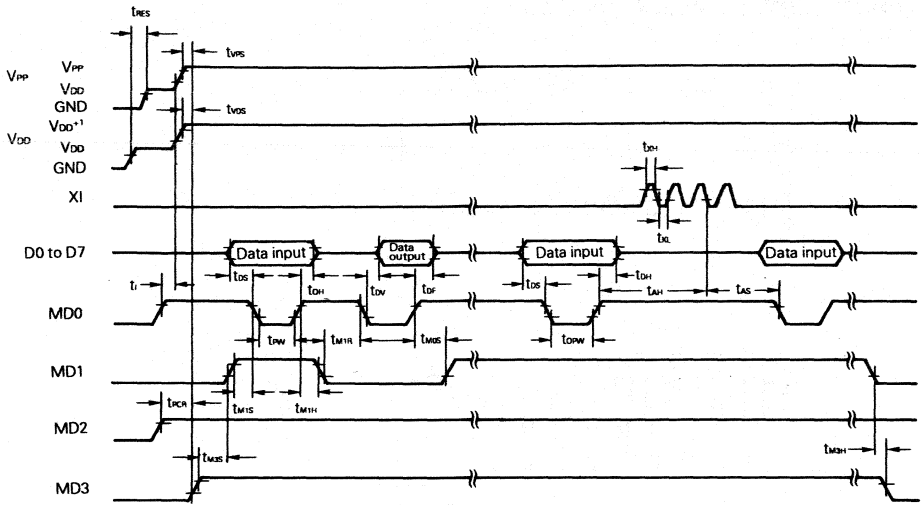 tRES
tVPS
VPP VPP
VDD
GND
tVDS
VDD VDD+1
VDD
GND
tXH
XI
tXL
D0 to D7 Data input Data output Data input Data input
tDS tDH tDV tDF tDS tDH
tI
tAH tAS
MD0
tPW tM1R tM0S tOPW
MD1
tPCR tM1S tM1H
MD2
tM3S tM3H
MD3